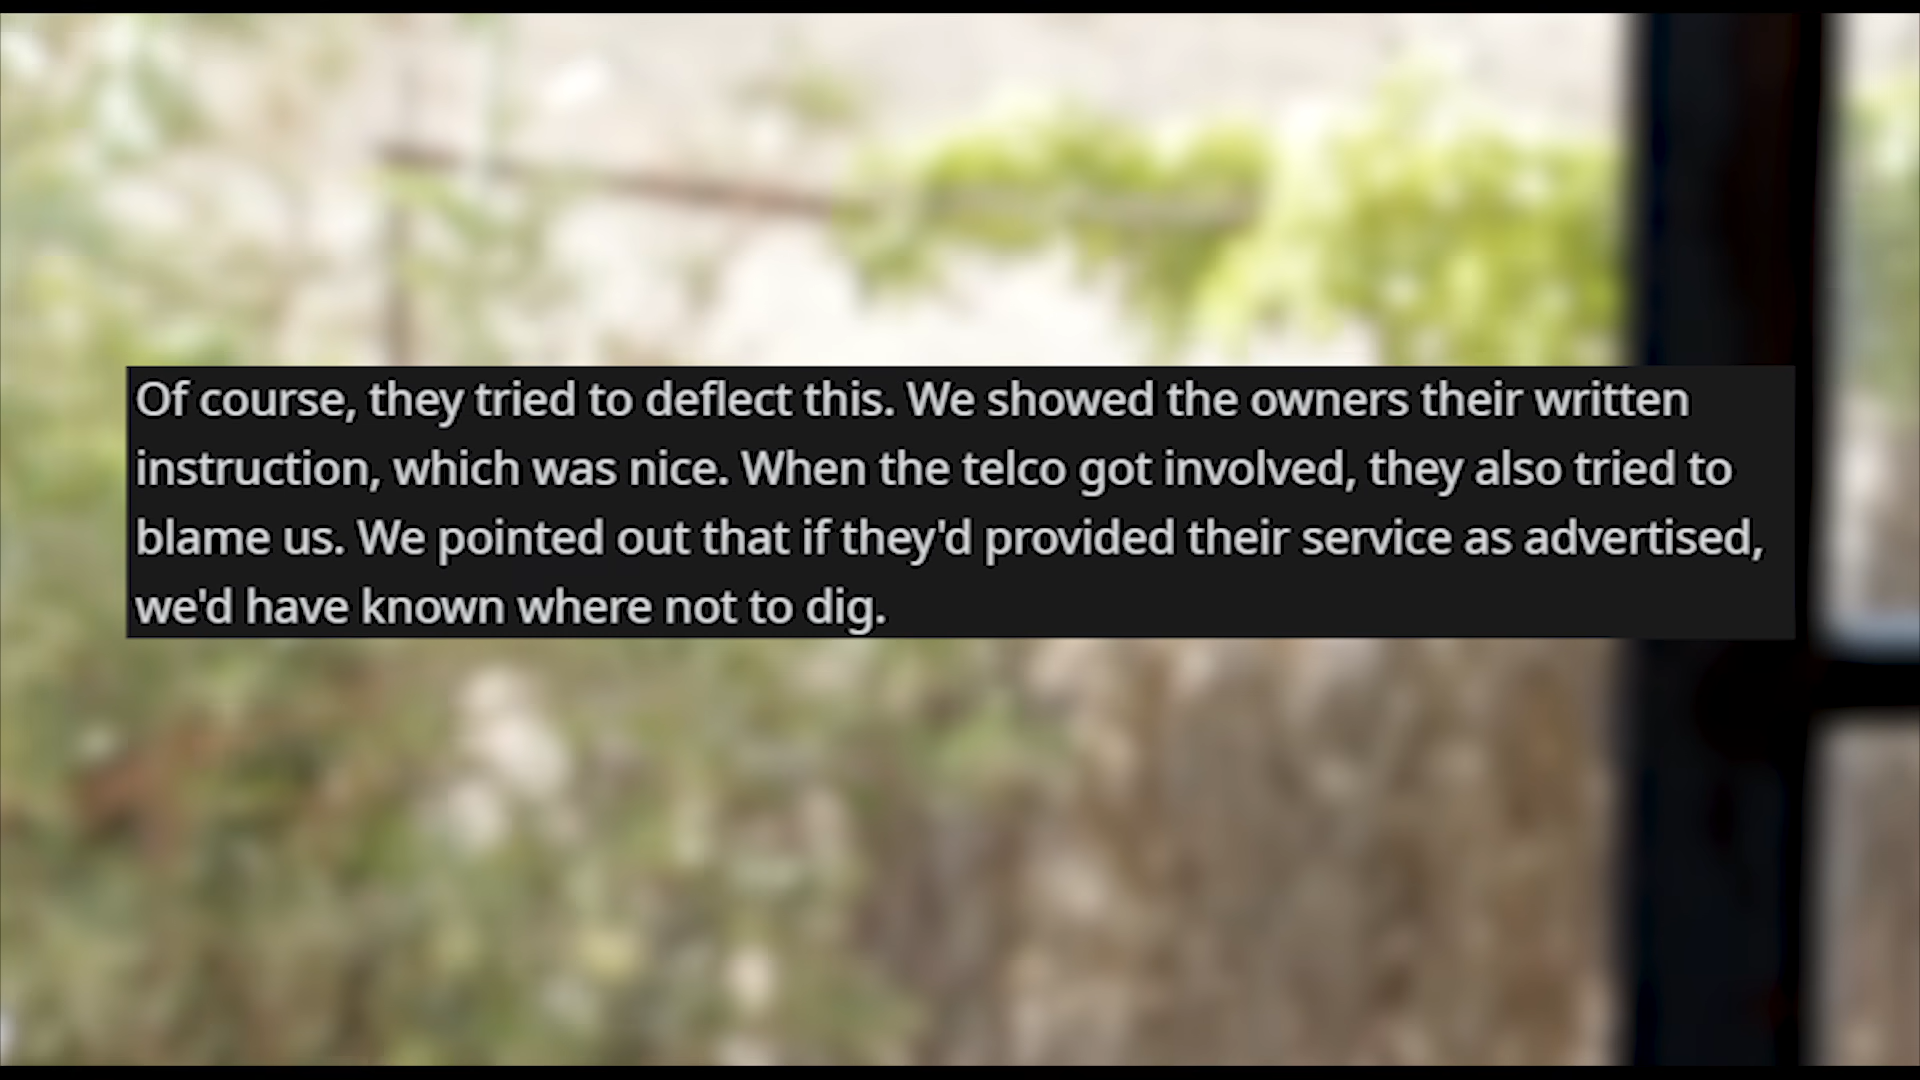 Of course, they tried to deflect this. We showed the owners their written
instruction, which was nice. When the telco got involved, they also tried to
blame us. We pointed out that if they'd provided their service as advertised,
we'd have known where not to dig.